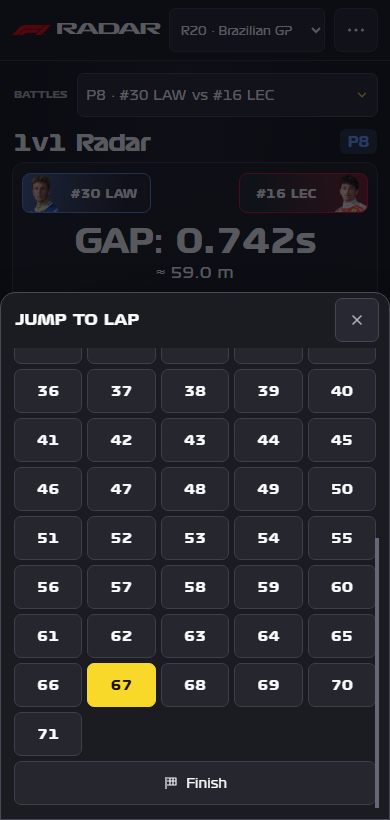 RADAR R20 · Brazilian GP ...
BATTLES P8 · #30 LAW vs #16 LEC
1v1 Radar P8
#30 LAW #16 LEC
GAP: 0.742s
≈ 59.0 m
JUMP TO LAP ×
36 37 38 39 40
41 42 43 44 45
46 47 48 49 50
51 52 53 54 55
56 57 58 59 60
61 62 63 64 65
66 67 68 69 70
71
Finish